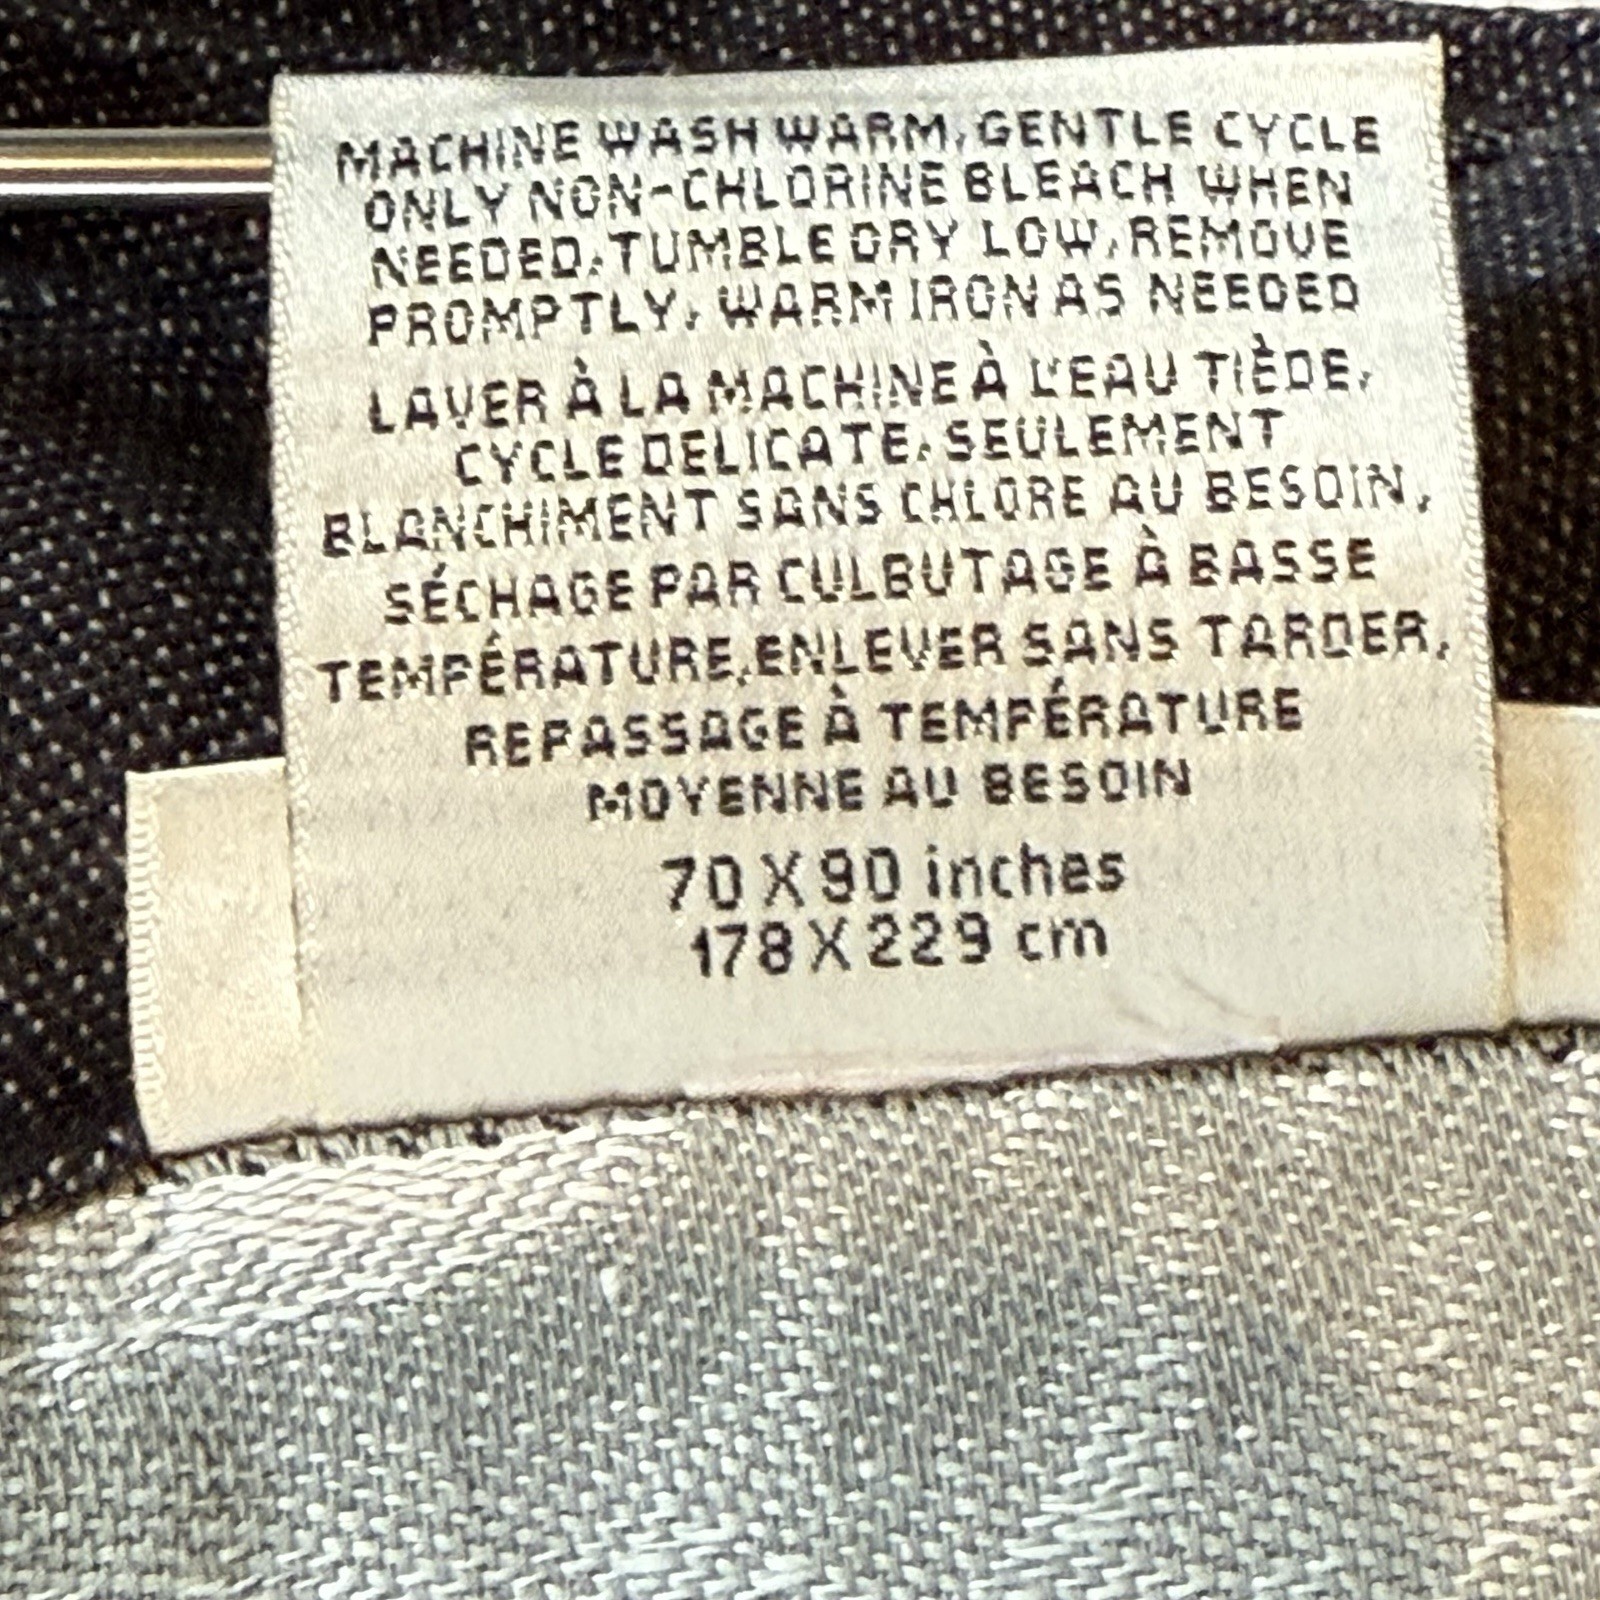 MACHINE WASH WARM, GENTLE CYCLE
ONLY NON-CHLORINE BLEACH WHEN
NEEDED, TUMBLE DRY LOW, REMOVE
PROMPTLY, WARM IRON AS NEEDED
LAVER À LA MACHINE À L'EAU TIÈDE,
CYCLE DELICATE, SEULEMENT
BLANCHIMENT SANS CHLORE AU BESOIN,
SÉCHAGE PAR CULBUTAGE À BASSE
TEMPÉRATURE, ENLEVER SANS TARDER,
REPASSAGE À TEMPÉRATURE
MOYENNE AU BESOIN
70 X 90 inches
178 X 229 cm